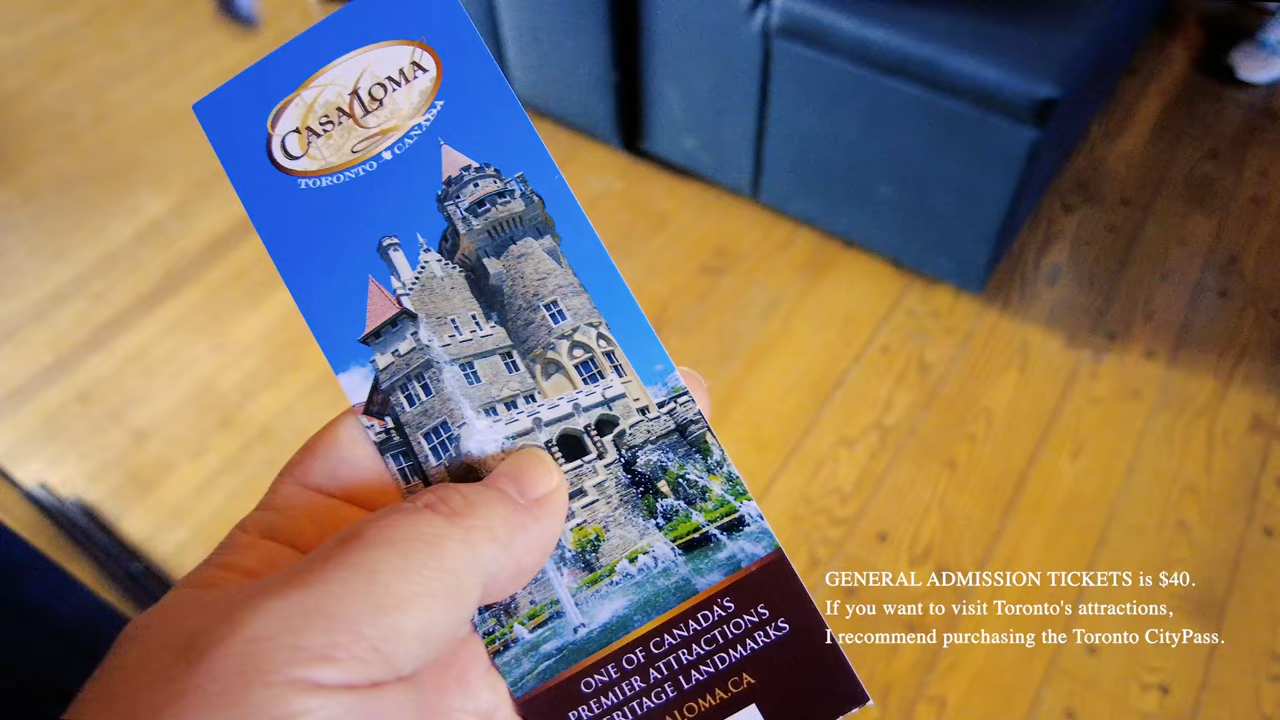 CASA LOMA
TORONTO CANADA
ONE OF CANADA'S
PREMIER ATTRACTIONS
ERITAGE LANDMARKS
ALOMA.CA
GENERAL ADMISSION TICKETS is $40.
If you want to visit Toronto's attractions,
I recommend purchasing the Toronto CityPass.